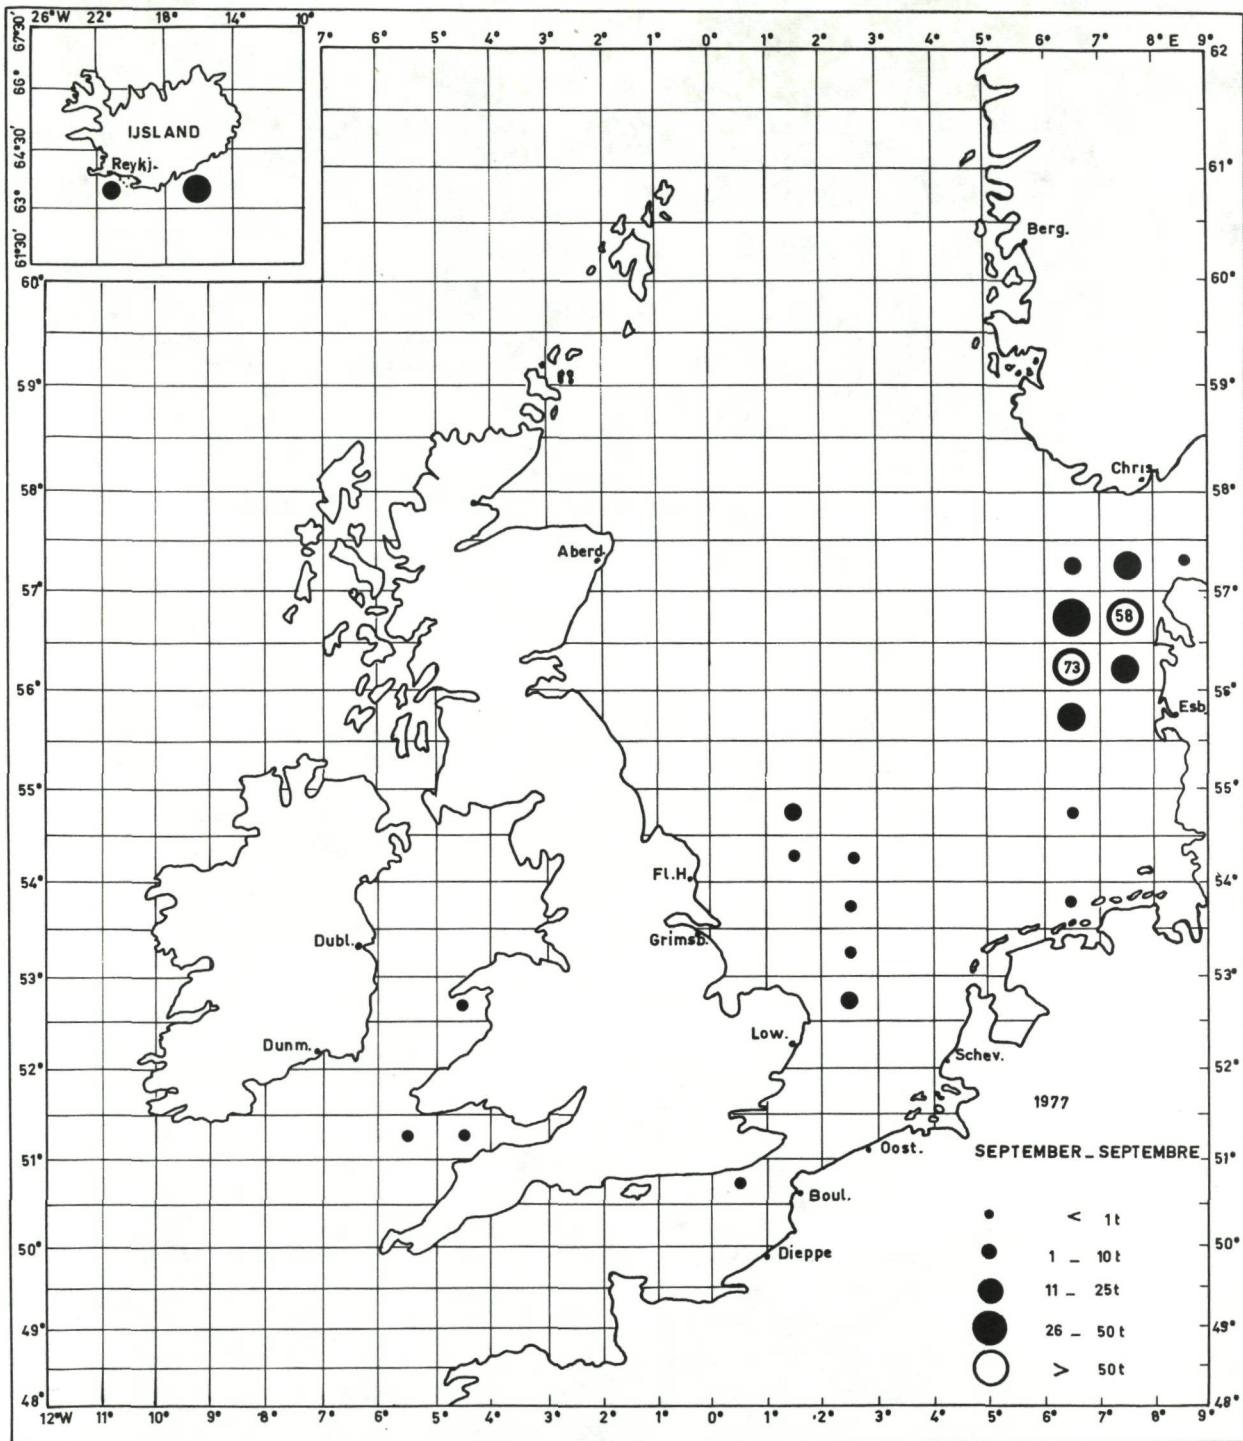 26°W 22° 18° 14° 10°
67°30'
66°
64°30'
63°
61°30'
IJSLAND
Reykj.
7° 6° 5° 4° 3° 2° 1° 0° 1° 2° 3° 4° 5° 6° 7° 8° E 9°
62
61°
60°
59°
58°
57°
56°
55°
54°
53°
52°
51°
50°
49°
48°
60°
59°
58°
57°
56°
55°
54°
53°
52°
51°
50°
49°
48°
Berg.
Chris
Aberd.
58
73
Esb
Fl.H.
Grimsb.
Dubl.
Dunm.
Low.
Schev.
1977
Oost.
SEPTEMBER _ SEPTEMBRE
Boul.
Dieppe
< 1t
1 _ 10t
11 _ 25t
26 _ 50t
> 50t
12°W 10° 9° 8° 7° 6° 5° 4° 3° 2° 1° 0° 1° 2° 3° 4° 5° 6° 7° 8° 9°